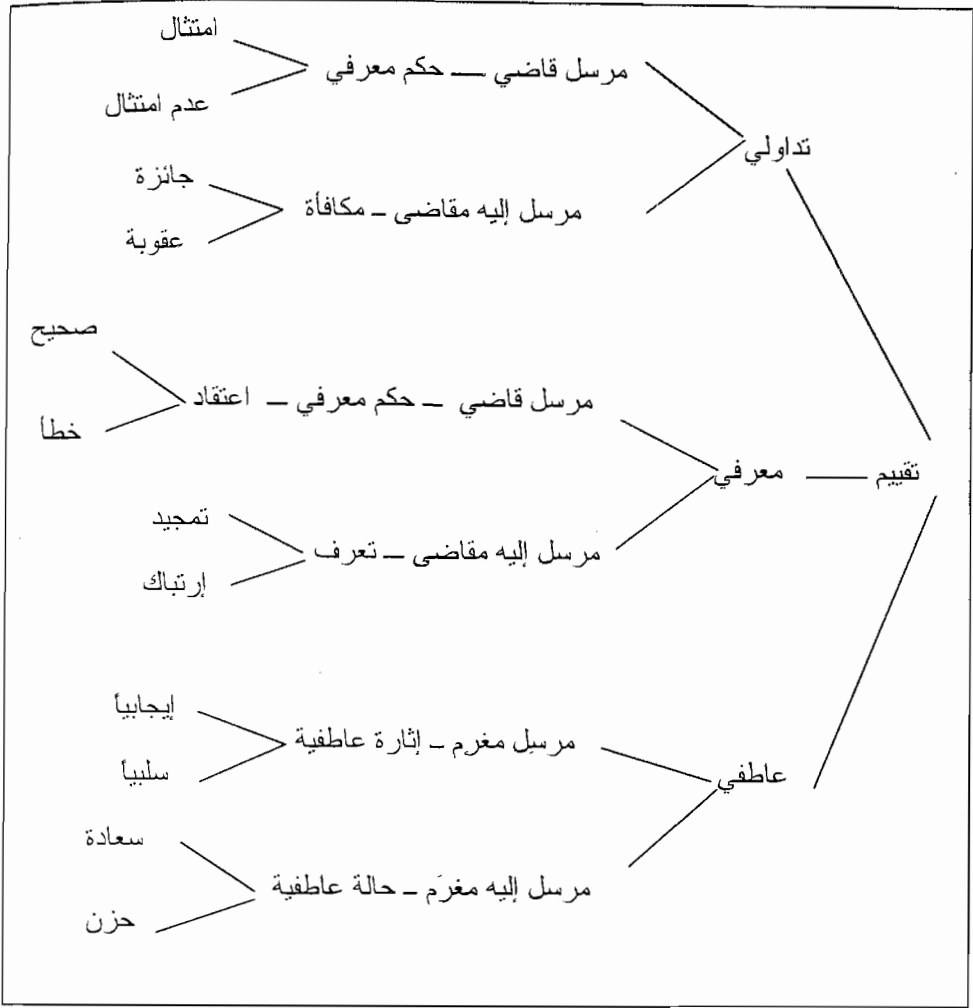 امتثال
مرسل قاضي — حكم معرفي
عدم امتثال
تداولي
جائزة
مرسل إليه مقاضى – مكافأة
عقوبة
صحيح
مرسل قاضي – حكم معرفي – اعتقاد
خطأ
تقييم — معرفي
تمجيد
مرسل إليه مقاضى — تعرف
إرتباك
إيجابياً
مرسِل مغرِم – إثارة عاطفية
سلبياً
عاطفي
سعادة
مرسل إليه مغرَم – حالة عاطفية
حزن